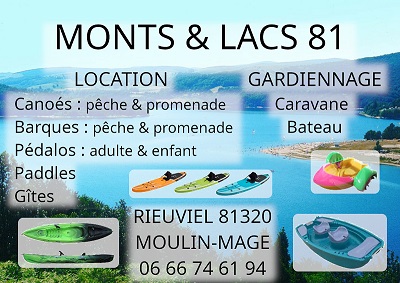 MONTS & LACS 81
LOCATION
Canoés : pêche & promenade
Barques : pêche & promenade
Pédalos : adulte & enfant
Paddles
Gîtes
GARDIENNAGE
Caravane
Bateau
RIEUVIEL 81320
MOULIN-MAGE
06 66 74 61 94